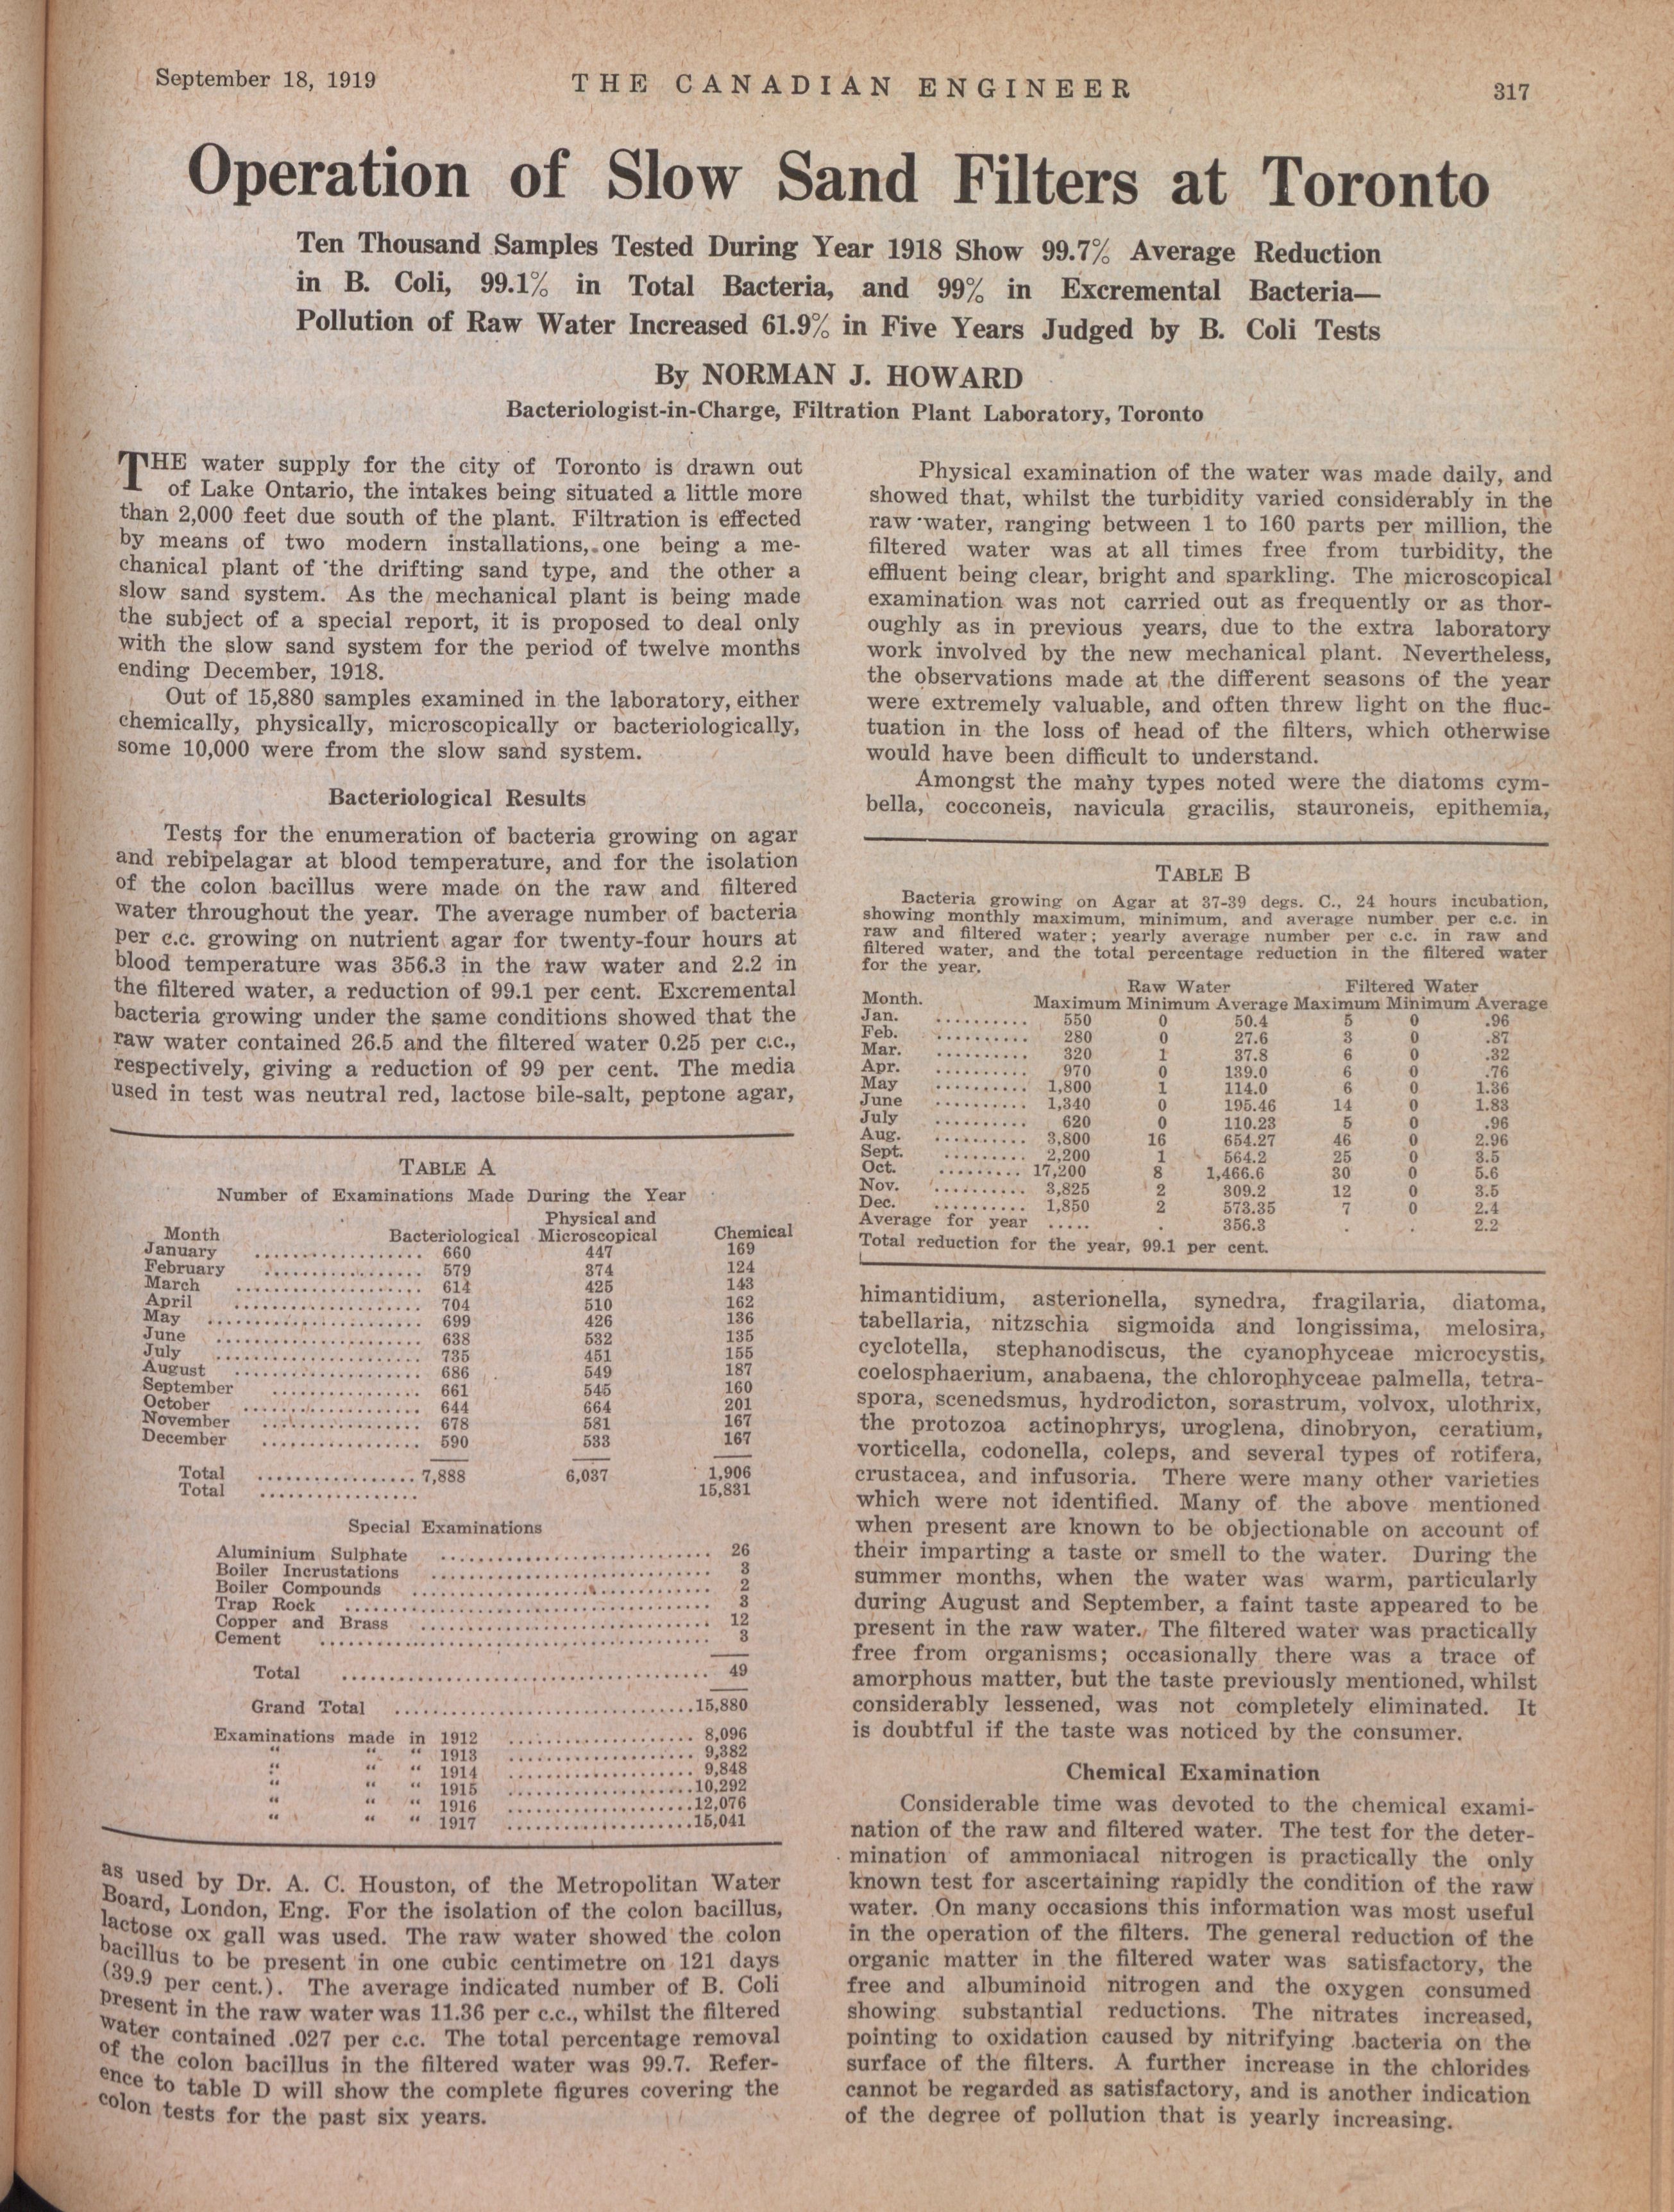 September 18, 1919
THE CANADIAN ENGINEER
317
Operation of Slow Sand Filters at Toronto
Ten Thousand Samples Tested During Year 1918 Show 99.7% Average Reduction
in B. Coli, 99.1% in Total Bacteria, and 99% in Excremental Bacteria—
Pollution of Raw Water Increased 61.9% in Five Years Judged by B. Coli Tests
By NORMAN J. HOWARD
Bacteriologist-in-Charge, Filtration Plant Laboratory, Toronto
THE water supply for the city of Toronto is drawn out
of Lake Ontario, the intakes being situated a little more
than 2,000 feet due south of the plant. Filtration is effected
by means of two modern installations, one being a me-
chanical plant of the drifting sand type, and the other a
slow sand system. As the mechanical plant is being made
the subject of a special report, it is proposed to deal only
with the slow sand system for the period of twelve months
ending December, 1918.
Out of 15,880 samples examined in the laboratory, either
chemically, physically, microscopically or bacteriologically,
some 10,000 were from the slow sand system.
Bacteriological Results
Tests for the enumeration of bacteria growing on agar
and rebipelagar at blood temperature, and for the isolation
of the colon bacillus were made on the raw and filtered
water throughout the year. The average number of bacteria
per c.c. growing on nutrient agar for twenty-four hours at
blood temperature was 356.3 in the raw water and 2.2 in
the filtered water, a reduction of 99.1 per cent. Excremental
bacteria growing under the same conditions showed that the
raw water contained 26.5 and the filtered water 0.25 per c.c.,
respectively, giving a reduction of 99 per cent. The media
used in test was neutral red, lactose bile-salt, peptone agar,
TABLE A
Number of Examinations Made During the Year
Physical and
Month Bacteriological Microscopical Chemical
January .................. 660 447 169
February ................. 579 374 124
March .................... 614 425 143
April .................... 704 510 162
May ...................... 699 426 136
June ..................... 638 532 135
July ..................... 735 451 155
August ................... 686 549 187
September ................ 661 545 160
October .................. 644 664 201
November ................. 678 581 167
December ................. 590 533 167
Total ................. 7,888 6,037 1,906
Total ................. 15,831
Special Examinations
Aluminium Sulphate ............................ 26
Boiler Incrustations ............................ 3
Boiler Compounds .............................. 2
Trap Rock ..................................... 3
Copper and Brass .............................. 12
Cement ........................................ 3
Total ...................................... 49
Grand Total ...............................15,880
Examinations made in 1912 ................... 8,096
" " " 1913 ................... 9,382
" " " 1914 ................... 9,848
" " " 1915 ...................10,292
" " " 1916 ...................12,076
" " " 1917 ...................15,041
as used by Dr. A. C. Houston, of the Metropolitan Water
Board, London, Eng. For the isolation of the colon bacillus,
lactose ox gall was used. The raw water showed the colon
bacillus to be present in one cubic centimetre on 121 days
(39.9 per cent.). The average indicated number of B. Coli
present in the raw water was 11.36 per c.c., whilst the filtered
water contained .027 per c.c. The total percentage removal
of the colon bacillus in the filtered water was 99.7. Refer-
ence to table D will show the complete figures covering the
colon tests for the past six years.
Physical examination of the water was made daily, and
showed that, whilst the turbidity varied considerably in the
raw water, ranging between 1 to 160 parts per million, the
filtered water was at all times free from turbidity, the
effluent being clear, bright and sparkling. The microscopical
examination was not carried out as frequently or as thor-
oughly as in previous years, due to the extra laboratory
work involved by the new mechanical plant. Nevertheless,
the observations made at the different seasons of the year
were extremely valuable, and often threw light on the fluc-
tuation in the loss of head of the filters, which otherwise
would have been difficult to understand.
Amongst the many types noted were the diatoms cym-
bella, cocconeis, navicula gracilis, stauroneis, epithemia,
TABLE B
Bacteria growing on Agar at 37-39 degs. C., 24 hours incubation,
showing monthly maximum, minimum, and average number per c.c. in
raw and filtered water; yearly average number per c.c. in raw and
filtered water, and the total percentage reduction in the filtered water
for the year.
Raw Water Filtered Water
Month. Maximum Minimum Average Maximum Minimum Average
Jan. .......... 550 0 50.4 5 0 .96
Feb. .......... 280 0 27.6 3 0 .87
Mar. .......... 320 1 37.8 6 0 .32
Apr. .......... 970 0 139.0 6 0 .76
May .......... 1,800 1 114.0 6 0 1.36
June .......... 1,340 0 195.46 14 0 1.83
July .......... 620 0 110.23 5 0 .96
Aug. .......... 3,800 16 654.27 46 0 2.96
Sept. ......... 2,200 1 564.2 25 0 3.5
Oct. ......... 17,200 8 1,466.6 30 0 5.6
Nov. .......... 3,825 2 309.2 12 0 3.5
Dec. .......... 1,850 2 573.35 7 0 2.4
Average for year ..... . 356.3 . . 2.2
Total reduction for the year, 99.1 per cent.
himantidium, asterionella, synedra, fragilaria, diatoma,
tabellaria, nitzschia sigmoida and longissima, melosira,
cyclotella, stephanodiscus, the cyanophyceae microcystis,
coelosphaerium, anabaena, the chlorophyceae palmella, tetra-
spora, scenedsmus, hydrodicton, sorastrum, volvox, ulothrix,
the protozoa actinophrys, uroglena, dinobryon, ceratium,
vorticella, codonella, coleps, and several types of rotifera,
crustacea, and infusoria. There were many other varieties
which were not identified. Many of the above mentioned
when present are known to be objectionable on account of
their imparting a taste or smell to the water. During the
summer months, when the water was warm, particularly
during August and September, a faint taste appeared to be
present in the raw water. The filtered water was practically
free from organisms; occasionally there was a trace of
amorphous matter, but the taste previously mentioned, whilst
considerably lessened, was not completely eliminated. It
is doubtful if the taste was noticed by the consumer.
Chemical Examination
Considerable time was devoted to the chemical exami-
nation of the raw and filtered water. The test for the deter-
mination of ammoniacal nitrogen is practically the only
known test for ascertaining rapidly the condition of the raw
water. On many occasions this information was most useful
in the operation of the filters. The general reduction of the
organic matter in the filtered water was satisfactory, the
free and albuminoid nitrogen and the oxygen consumed
showing substantial reductions. The nitrates increased,
pointing to oxidation caused by nitrifying bacteria on the
surface of the filters. A further increase in the chlorides
cannot be regarded as satisfactory, and is another indication
of the degree of pollution that is yearly increasing.